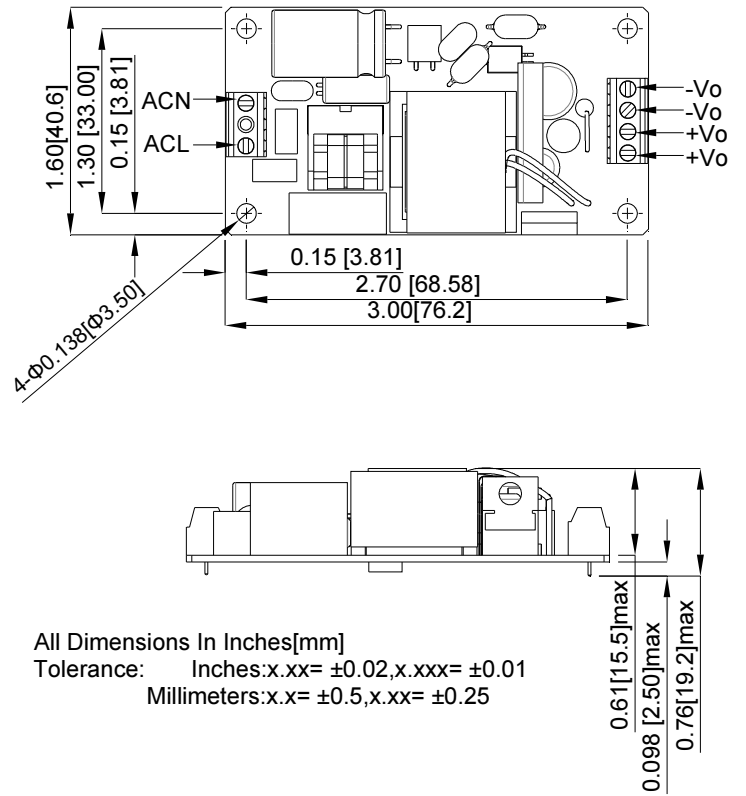 1.60[40.6]
1.30 [33.00]
0.15 [3.81]
ACN
ACL
-Vo
-Vo
+Vo
+Vo
0.15 [3.81]
2.70 [68.58]
3.00[76.2]
4-Φ0.138[Φ3.50]
0.61[15.5]max
0.098 [2.50]max
0.76[19.2]max
All Dimensions In Inches[mm]
Tolerance: Inches:x.xx= ±0.02,x.xxx= ±0.01
Millimeters:x.x= ±0.5,x.xx= ±0.25